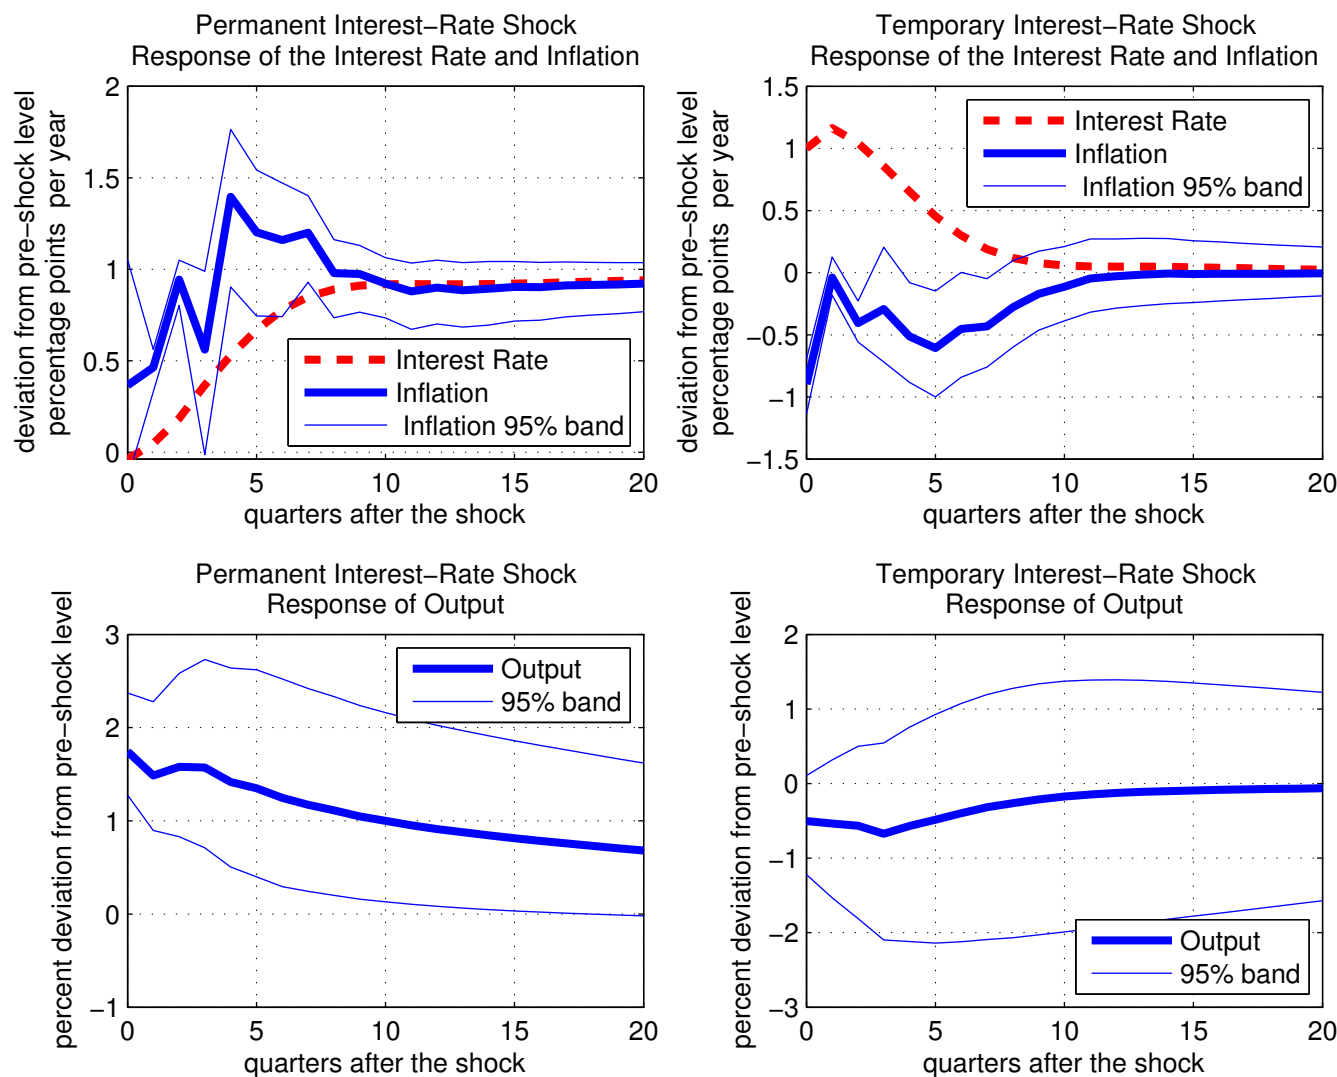 Permanent Interest−Rate Shock
Response of the Interest Rate and Inflation
deviation from pre−shock level
percentage points per year
2
1.5
1
0.5
0
Interest Rate
Inflation
Inflation 95% band
0 5 10 15 20
quarters after the shock
Temporary Interest−Rate Shock
Response of the Interest Rate and Inflation
deviation from pre−shock level
percentage points per year
1.5
1
0.5
0
−0.5
−1
−1.5
Interest Rate
Inflation
Inflation 95% band
0 5 10 15 20
quarters after the shock
Permanent Interest−Rate Shock
Response of Output
percent deviation from pre−shock level
3
2
1
0
−1
Output
95% band
0 5 10 15 20
quarters after the shock
Temporary Interest−Rate Shock
Response of Output
percent deviation from pre−shock level
2
1
0
−1
−2
−3
Output
95% band
0 5 10 15 20
quarters after the shock